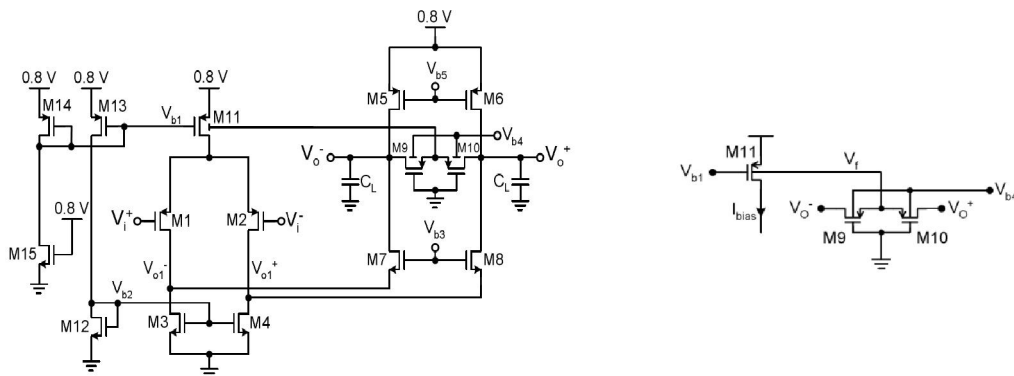 0.8 V
0.8 V 0.8 V 0.8 V
M14 M13 M11
V_b1
M5 V_b5 M6
M9 M10 V_b4
V_o^- V_o^+
C_L C_L
0.8 V
V_i^+ M1 M2 V_i^-
M15
V_b3
M7 M8
V_o1^- V_o1^+
V_b2
M12 M3 M4
M11
V_b1 V_f V_b4
I_bias V_O^- V_O^+
M9 M10